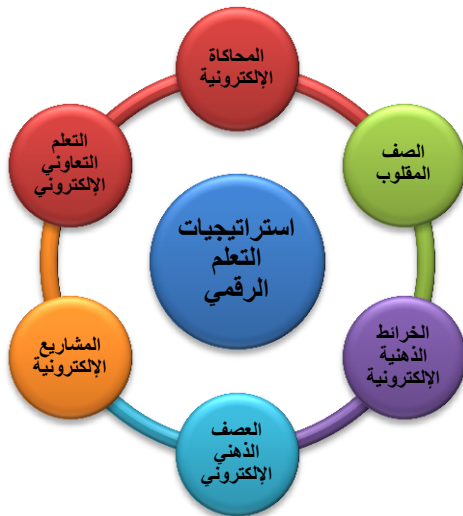 المحاكاة
الإلكترونية
الصف
المقلوب
الخرائط
الذهنية
الإلكترونية
العصف
الذهني
الإلكتروني
المشاريع
الإلكترونية
التعلم
التعاوني
الإلكتروني
استراتيجيات
التعلم
الرقمي